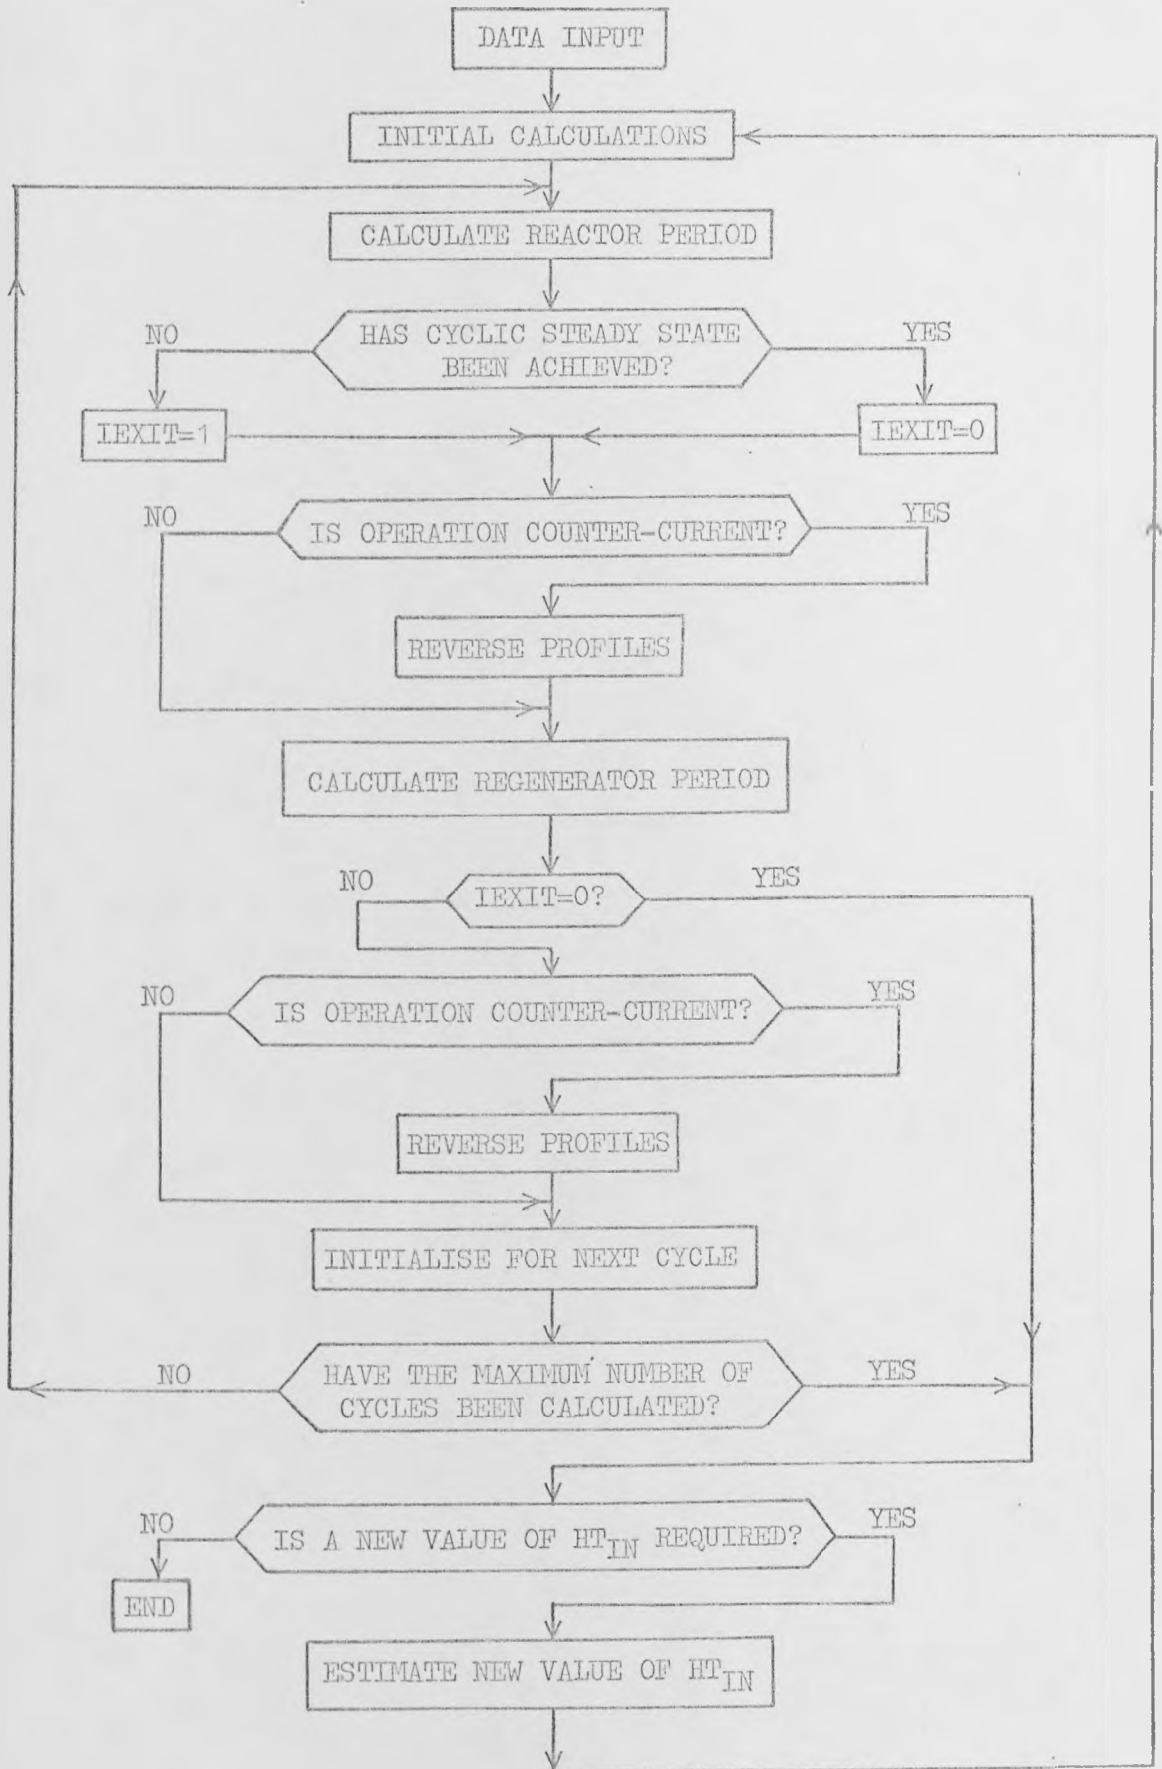 DATA INPUT
INITIAL CALCULATIONS
CALCULATE REACTOR PERIOD
NO
HAS CYCLIC STEADY STATE
BEEN ACHIEVED?
YES
IEXIT=1
IEXIT=0
NO
IS OPERATION COUNTER-CURRENT?
YES
REVERSE PROFILES
CALCULATE REGENERATOR PERIOD
NO
IEXIT=0?
YES
NO
IS OPERATION COUNTER-CURRENT?
YES
REVERSE PROFILES
INITIALISE FOR NEXT CYCLE
NO
HAVE THE MAXIMUM NUMBER OF
CYCLES BEEN CALCULATED?
YES
NO
IS A NEW VALUE OF HT_IN REQUIRED?
YES
END
ESTIMATE NEW VALUE OF HT_IN